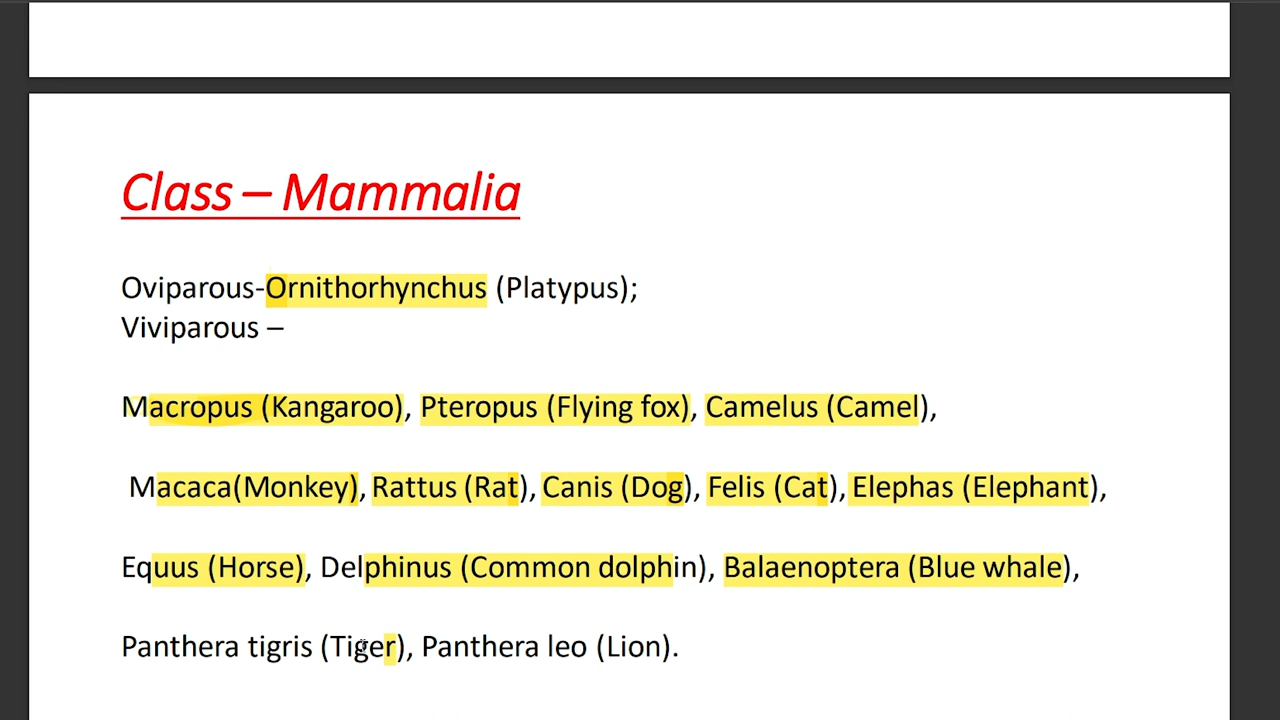 Class – Mammalia
Oviparous-Ornithorhynchus (Platypus);
Viviparous –
Macropus (Kangaroo), Pteropus (Flying fox), Camelus (Camel),
Macaca(Monkey), Rattus (Rat), Canis (Dog), Felis (Cat), Elephas (Elephant),
Equus (Horse), Delphinus (Common dolphin), Balaenoptera (Blue whale),
Panthera tigris (Tiger), Panthera leo (Lion).